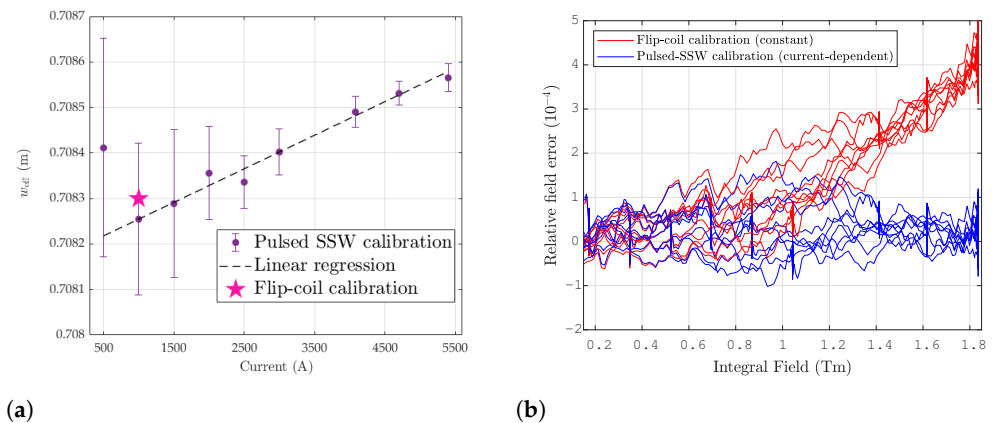 0.7087
0.7086
0.7085
0.7084
0.7083
0.7082
0.7081
0.708
w_eff (m)
500
1500
2500
3500
4500
5500
Current (A)
Pulsed SSW calibration
Linear regression
Flip-coil calibration
(a)
5
4
3
2
1
0
−1
−2
Relative field error (10⁻⁴)
0.2
0.4
0.6
0.8
1
1.2
1.4
1.6
1.8
Integral Field (Tm)
Flip-coil calibration (constant)
Pulsed-SSW calibration (current-dependent)
(b)